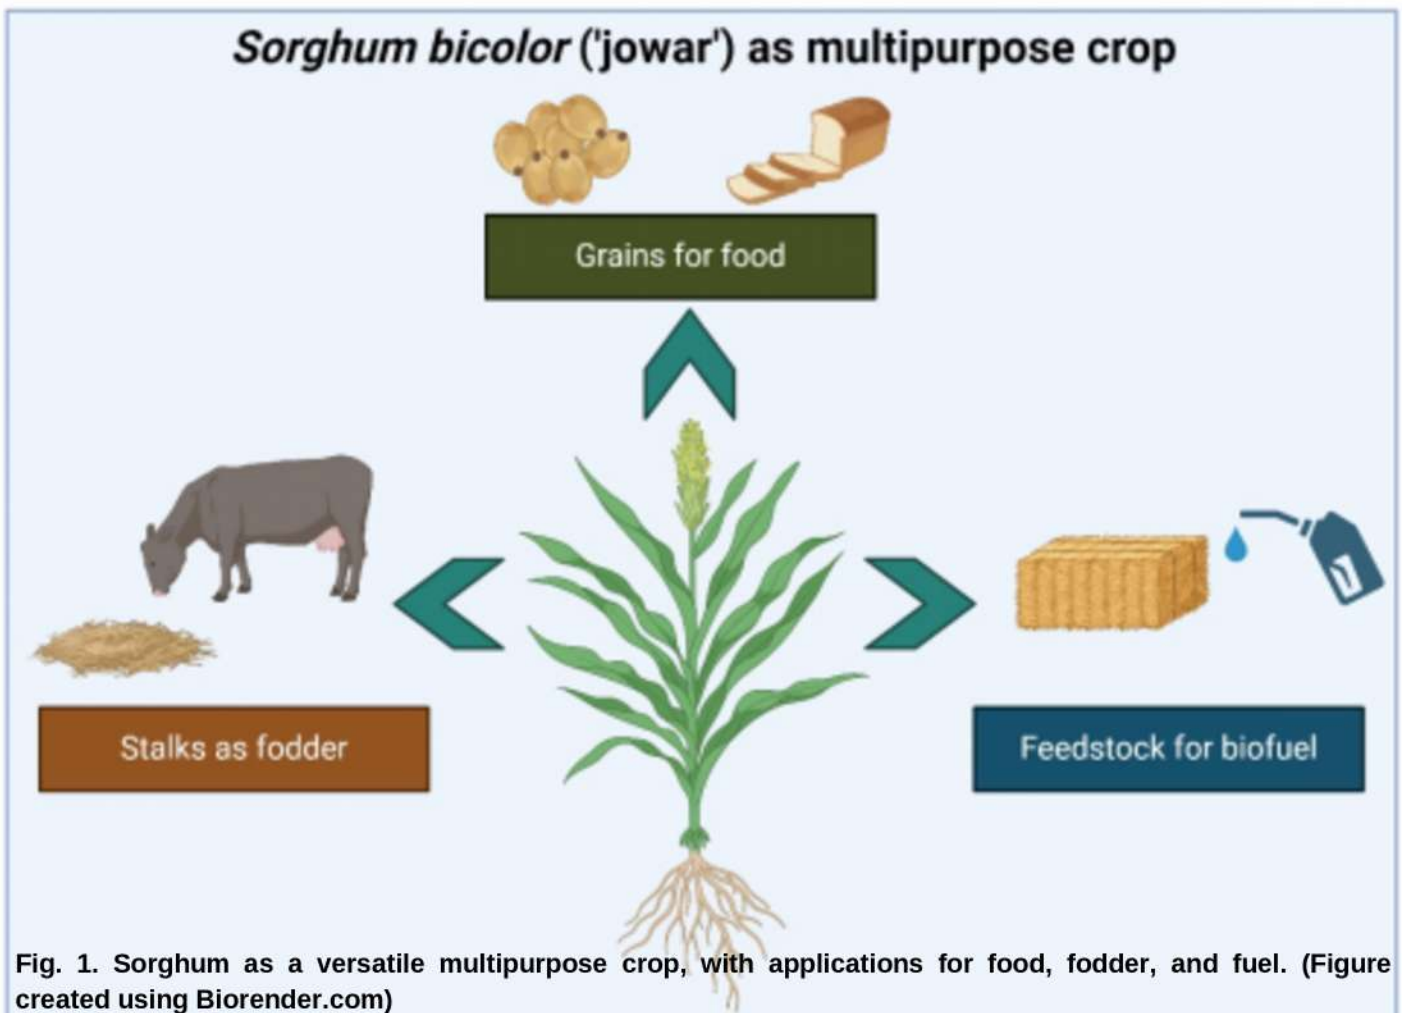 Sorghum bicolor ('jowar') as multipurpose crop
Grains for food
Stalks as fodder
Feedstock for biofuel
Fig. 1. Sorghum as a versatile multipurpose crop, with applications for food, fodder, and fuel. (Figure
created using Biorender.com)